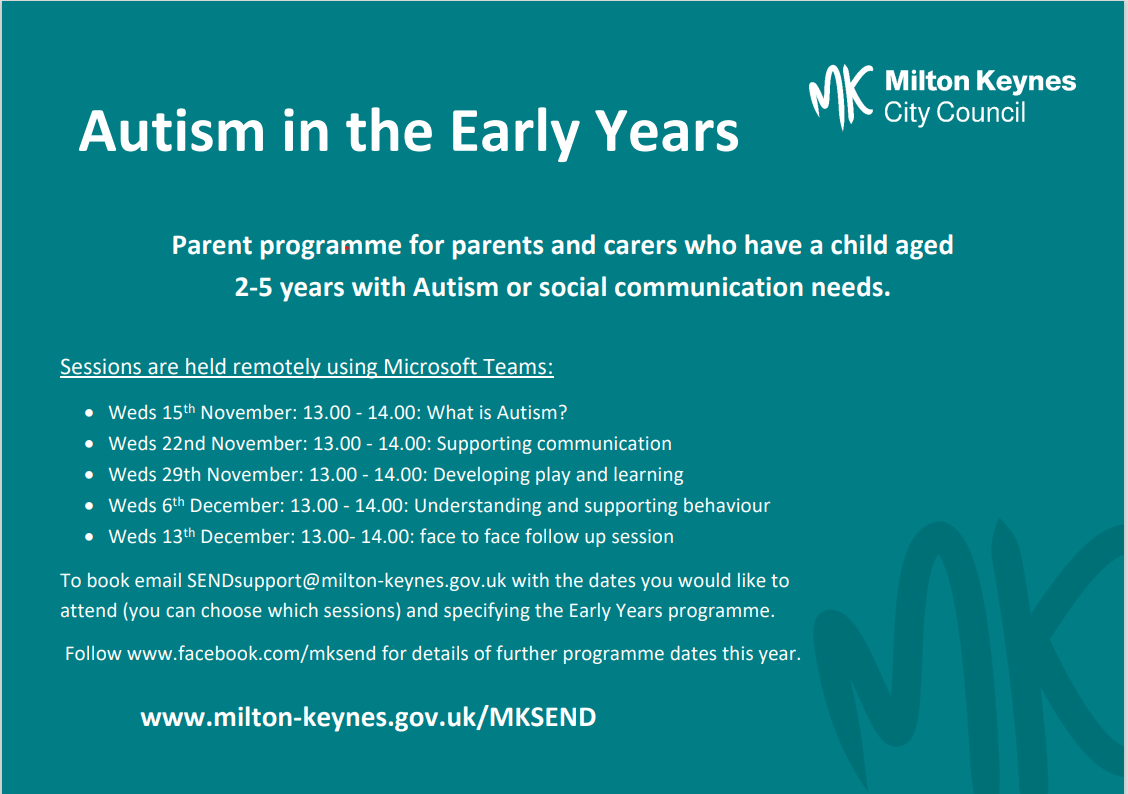 MK Milton Keynes
City Council
Autism in the Early Years
Parent programme for parents and carers who have a child aged
2-5 years with Autism or social communication needs.
Sessions are held remotely using Microsoft Teams:
• Weds 15th November: 13.00 - 14.00: What is Autism?
• Weds 22nd November: 13.00 - 14.00: Supporting communication
• Weds 29th November: 13.00 - 14.00: Developing play and learning
• Weds 6th December: 13.00 - 14.00: Understanding and supporting behaviour
• Weds 13th December: 13.00- 14.00: face to face follow up session
To book email SENDsupport@milton-keynes.gov.uk with the dates you would like to
attend (you can choose which sessions) and specifying the Early Years programme.
Follow www.facebook.com/mksend for details of further programme dates this year.
www.milton-keynes.gov.uk/MKSEND
MK